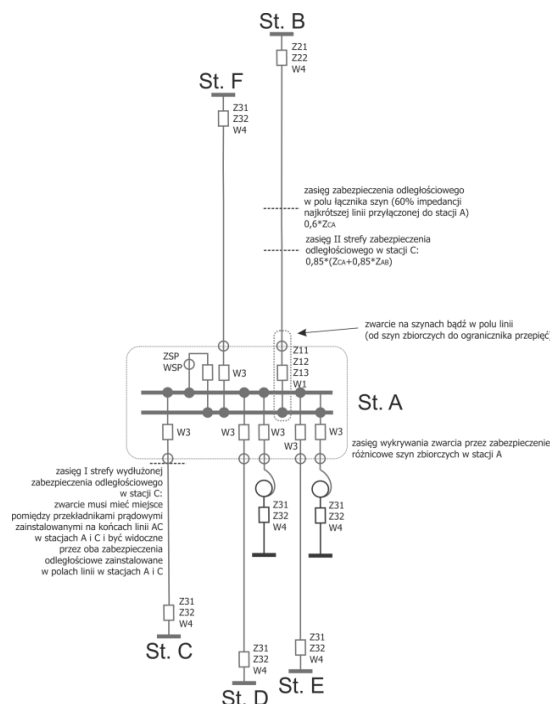 St. B
Z21
Z22
W4
St. F
Z31
Z32
W4
zasięg zabezpieczenia odległościowego
w polu łącznika szyn (60% impedancji
najkrótszej linii przyłączonej do stacji A)
0,6*ZCA
zasięg II strefy zabezpieczenia
odległościowego w stacji C:
0,85*(ZCA+0,85*ZAB)
zwarcie na szynach bądź w polu linii
(od szyn zbiorczych do ogranicznika przepięć)
ZSP
WSP
W3
Z11
Z12
Z13
W1
St. A
W3
W3
W3
W3
W3
zasięg wykrywania zwarcia przez zabezpieczenie
różnicowe szyn zbiorczych w stacji A
zasięg I strefy wydłużonej
zabezpieczenia odległościowego
w stacji C:
zwarcie musi mieć miejsce
pomiędzy przekładnikami prądowymi
zainstalowanymi na końcach linii AC
w stacjach A i C i być widoczne
przez oba zabezpieczenia
odległościowe zainstalowane
w polach linii w stacjach A i C
Z31
Z32
W4
Z31
Z32
W4
Z31
Z32
W4
St. C
Z31
Z32
W4
St. D
Z31
Z32
W4
St. E